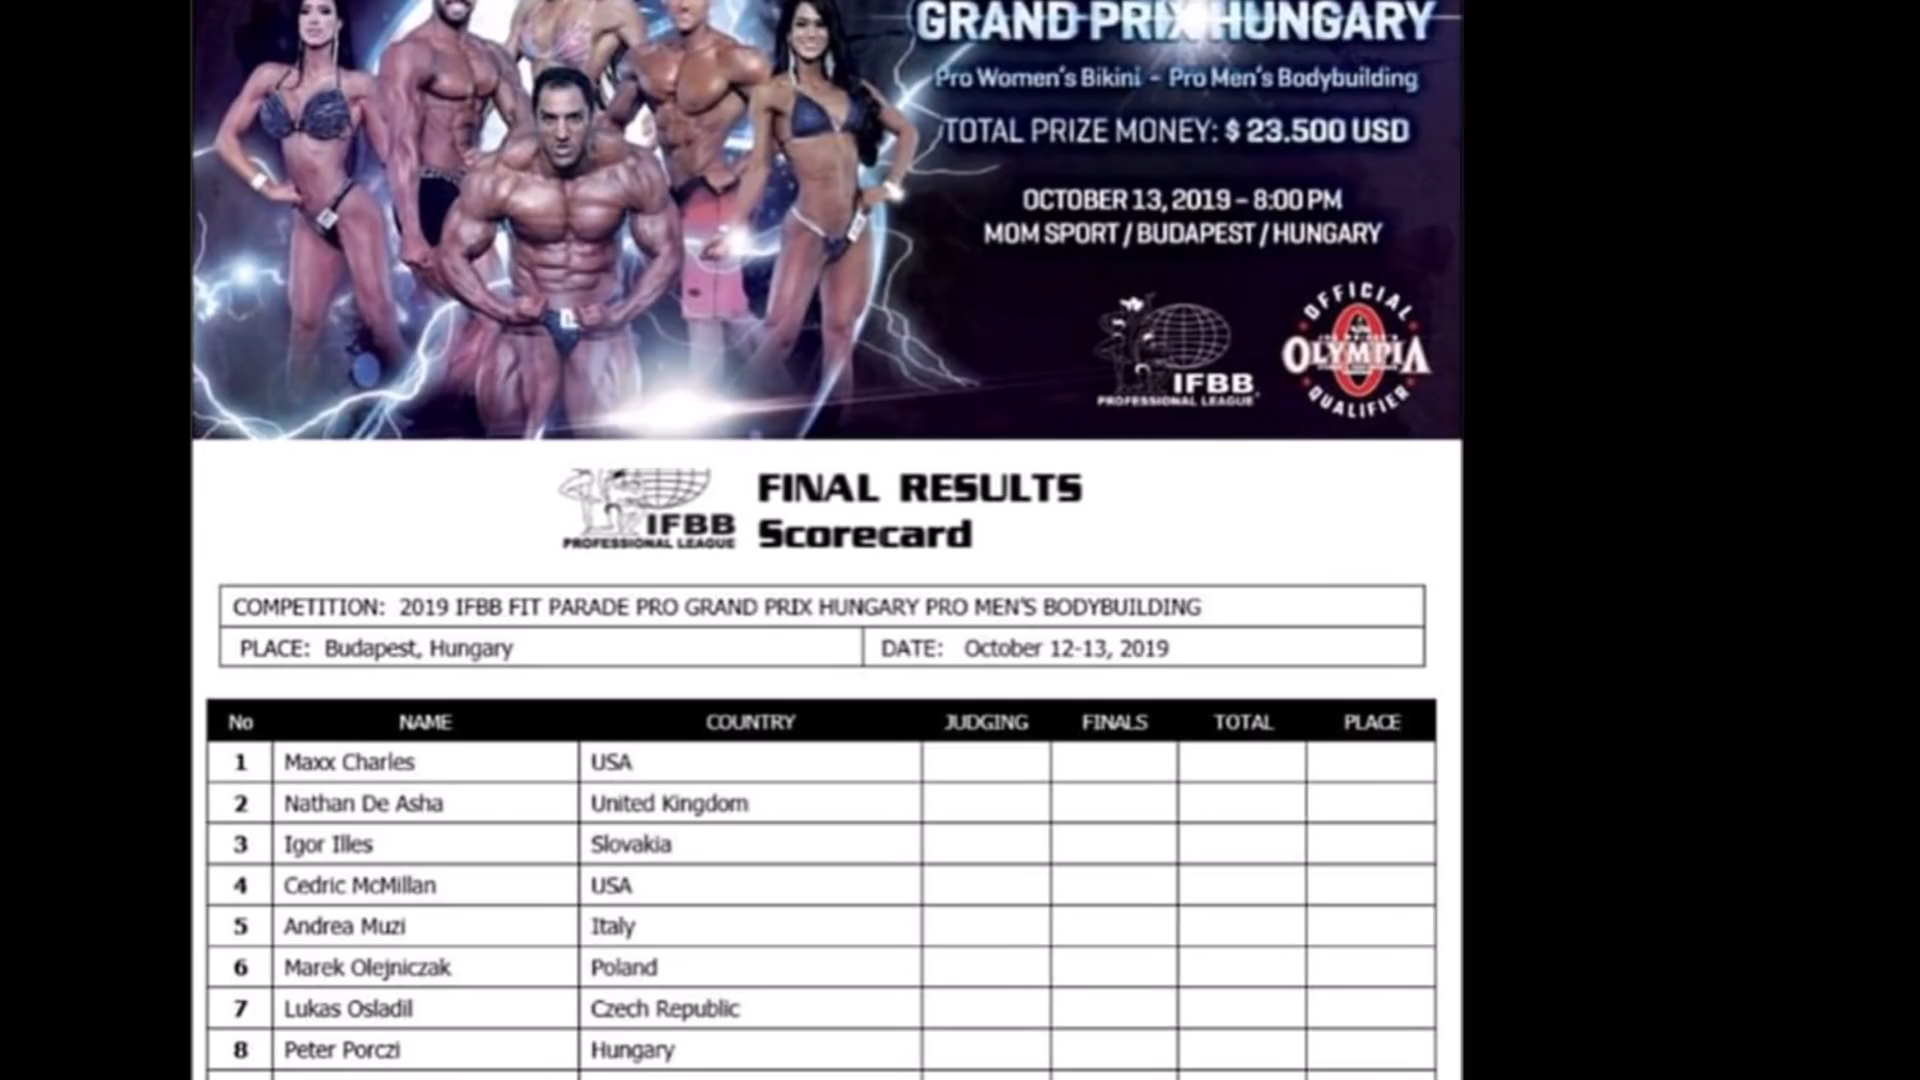 GRAND PRIX HUNGARY
Pro Women's Bikini - Pro Men's Bodybuilding
TOTAL PRIZE MONEY: $ 23.500 USD
OCTOBER 13, 2019 – 8:00 PM
MOM SPORT / BUDAPEST / HUNGARY
IFBB
PROFESSIONAL LEAGUE
OFFICIAL
OLYMPIA
QUALIFIER
IFBB
PROFESSIONAL LEAGUE
FINAL RESULTS
Scorecard
COMPETITION: 2019 IFBB FIT PARADE PRO GRAND PRIX HUNGARY PRO MEN'S BODYBUILDING
PLACE: Budapest, Hungary DATE: October 12-13, 2019
No NAME COUNTRY JUDGING FINALS TOTAL PLACE
1 Maxx Charles USA
2 Nathan De Asha United Kingdom
3 Igor Illes Slovakia
4 Cedric McMillan USA
5 Andrea Muzi Italy
6 Marek Olejniczak Poland
7 Lukas Osladil Czech Republic
8 Peter Porczi Hungary